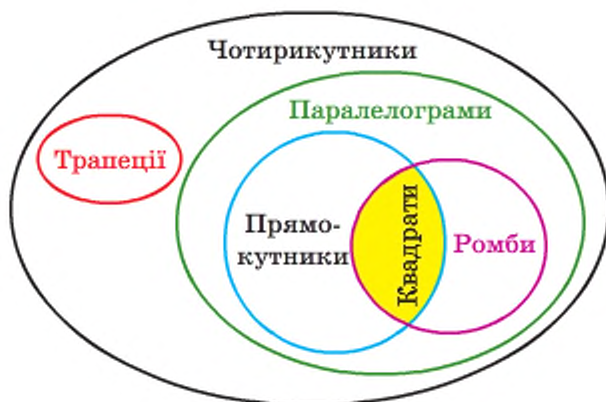 Чотирикутники
Паралелограми
Трапеції
Прямо-
кутники
Квадрати
Ромби